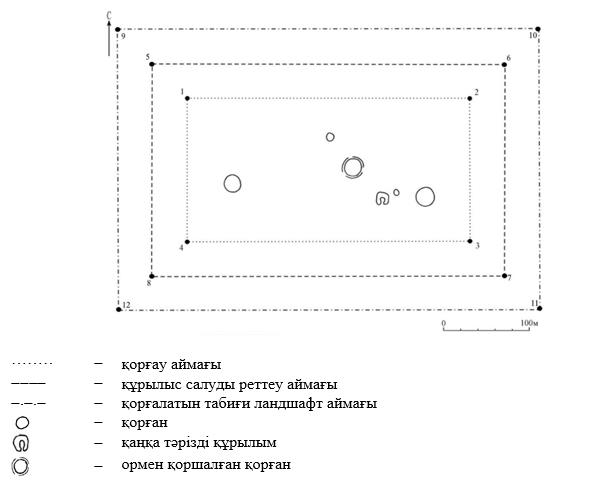 С
9
10
5
6
1
2
4
3
8
7
12
11
0
100м
........ – қорғау аймағы
–––– – құрылыс салуды реттеу аймағы
–·–·– – қорғалатын табиғи ландшафт аймағы
– қорған
– қаңқа тәрізді құрылым
– ормен қоршалған қорған